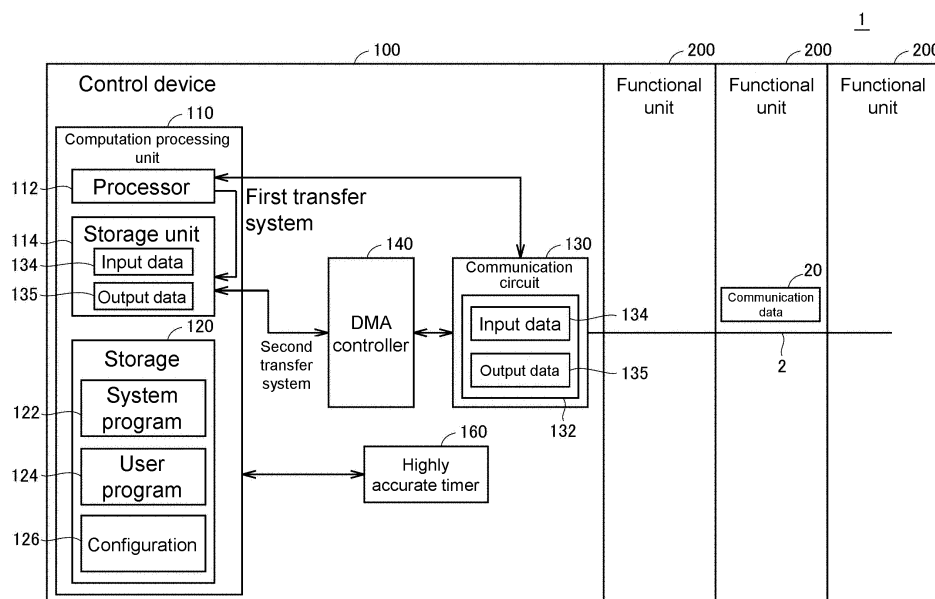 1
100
200
200
200
Control device
Functional
unit
Functional
unit
Functional
unit
110
Computation processing
unit
112
Processor
First transfer
system
114
Storage unit
134
Input data
135
Output data
140
DMA
controller
130
Communication
circuit
Input data
134
Output data
135
132
20
Communication
data
2
Second
transfer
system
120
Storage
122
System
program
124
User
program
126
Configuration
160
Highly
accurate timer